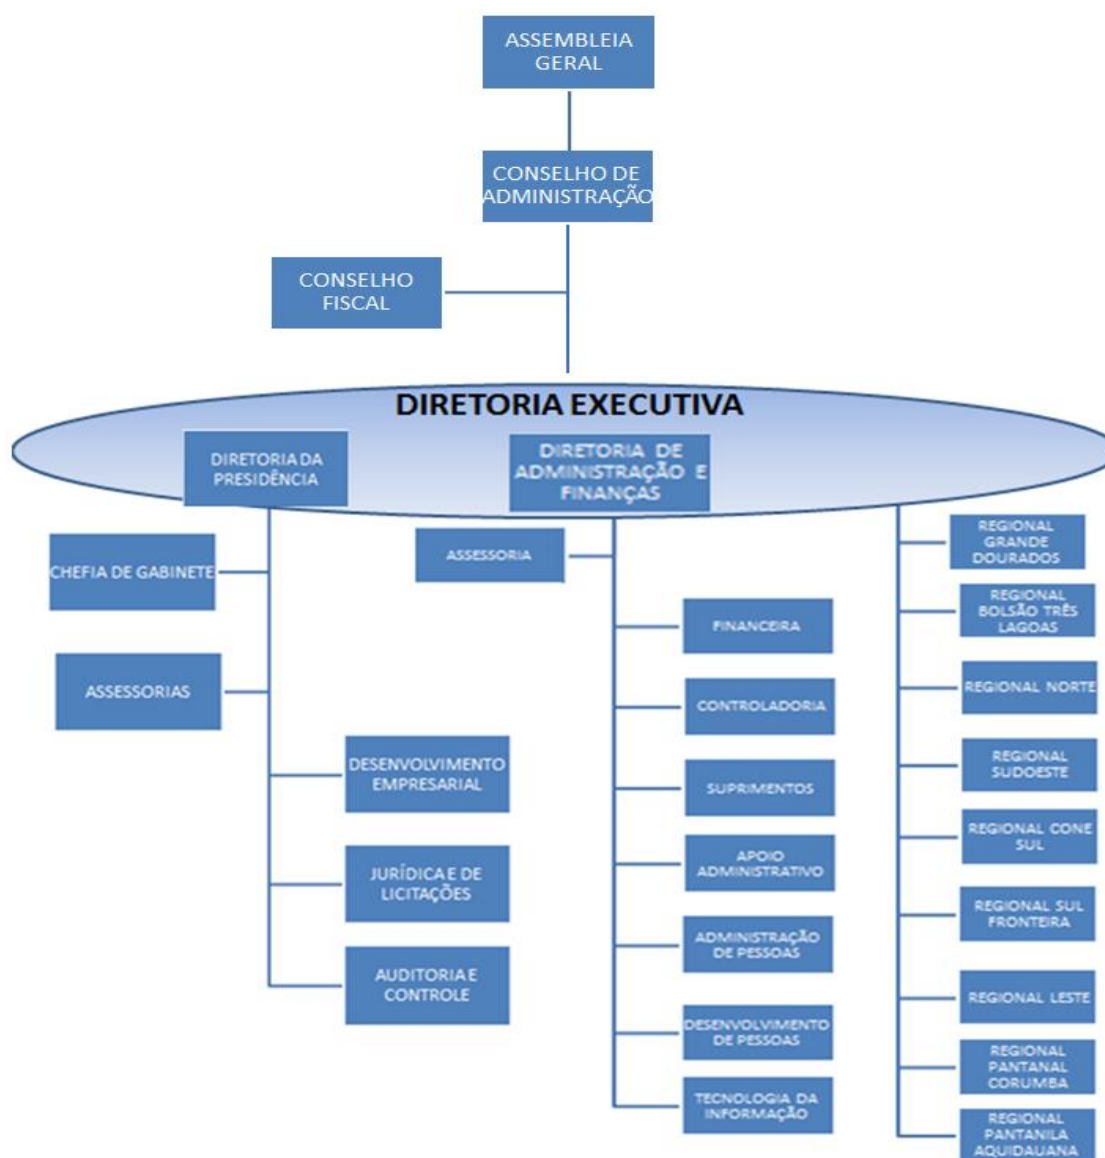 ASSEMBLEIA
GERAL
CONSELHO DE
ADMINISTRAÇÃO
CONSELHO
FISCAL
DIRETORIA EXECUTIVA
DIRETORIA DA
PRESIDÊNCIA
DIRETORIA DE
ADMINISTRAÇÃO E
FINANÇAS
CHEFIA DE GABINETE
ASSESSORIAS
DESENVOLVIMENTO
EMPRESARIAL
JURÍDICA E DE
LICITAÇÕES
AUDITORIA E
CONTROLE
ASSESSORIA
FINANCEIRA
CONTROLADORIA
SUPRIMENTOS
APOIO
ADMINISTRATIVO
ADMINISTRAÇÃO
DE PESSOAS
DESENVOLVIMENTO
DE PESSOAS
TECNOLOGIA DA
INFORMAÇÃO
REGIONAL
GRANDE
DOURADOS
REGIONAL
BOLSÃO TRÊS
LAGOAS
REGIONAL NORTE
REGIONAL
SUDOESTE
REGIONAL CONE
SUL
REGIONAL SUL
FRONTEIRA
REGIONAL LESTE
REGIONAL
PANTANAL
CORUMBA
REGIONAL
PANTANILA
AQUIDAUANA